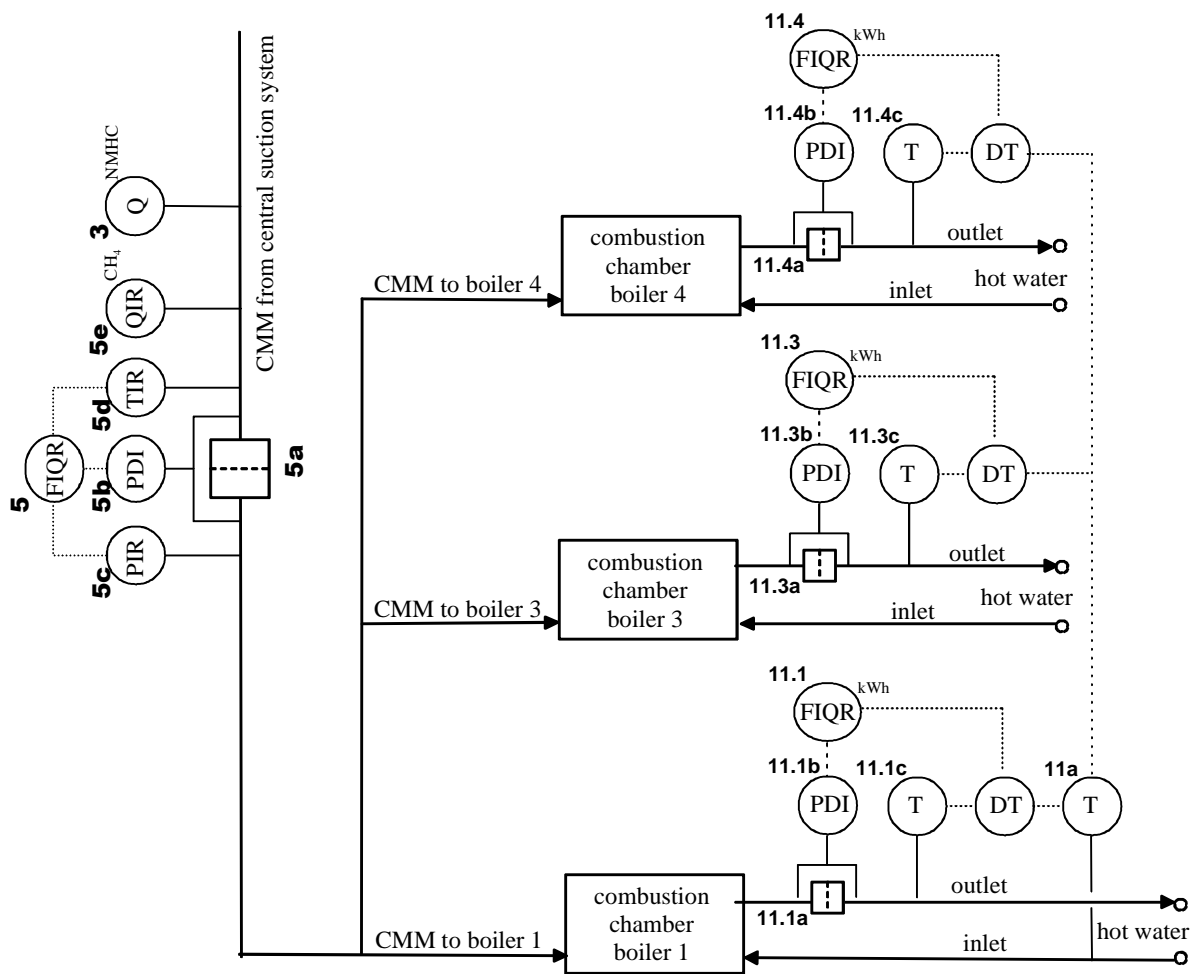 CMM from central suction system
3
Q
NMHC
5e
QIR
CH4
5d
TIR
5
FIQR
5b
PDI
5a
5c
PIR
11.4
FIQR
kWh
11.4b
PDI
11.4c
T
DT
CMM to boiler 4
combustion
chamber
boiler 4
11.4a
outlet
hot water
inlet
11.3
FIQR
kWh
11.3b
PDI
11.3c
T
DT
CMM to boiler 3
combustion
chamber
boiler 3
11.3a
outlet
hot water
inlet
11.1
FIQR
kWh
11.1b
PDI
11.1c
T
DT
11a
T
CMM to boiler 1
combustion
chamber
boiler 1
11.1a
outlet
hot water
inlet